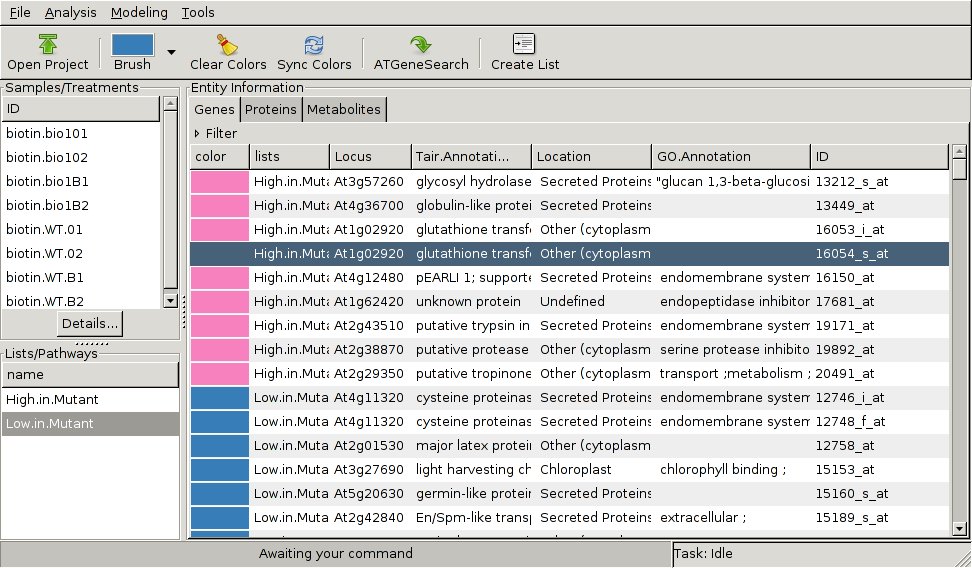 File Analysis Modeling Tools
Open Project Brush Clear Colors Sync Colors ATGeneSearch Create List
Samples/Treatments
ID
biotin.bio101
biotin.bio102
biotin.bio1B1
biotin.bio1B2
biotin.WT.01
biotin.WT.02
biotin.WT.B1
biotin.WT.B2
Details...
Lists/Pathways
name
High.in.Mutant
Low.in.Mutant
Entity Information
Genes Proteins Metabolites
Filter
color lists Locus Tair.Annotati... Location GO.Annotation ID
High.in.Muta At3g57260 glycosyl hydrolase Secreted Proteins "glucan 1,3-beta-glucosi 13212_s_at
High.in.Muta At4g36700 globulin-like protei Secreted Proteins 13449_at
High.in.Muta At1g02920 glutathione transf Other (cytoplasm 16053_i_at
High.in.Muta At1g02920 glutathione transf Other (cytoplasm 16054_s_at
High.in.Muta At4g12480 pEARLI 1; supporte Secreted Proteins endomembrane system 16150_at
High.in.Muta At1g62420 unknown protein Undefined endopeptidase inhibitor 17681_at
High.in.Muta At2g43510 putative trypsin in Secreted Proteins endomembrane system 19171_at
High.in.Muta At2g38870 putative protease Other (cytoplasm serine protease inhibito 19892_at
High.in.Muta At2g29350 putative tropinone Other (cytoplasm transport ;metabolism ; 20491_at
Low.in.Muta At4g11320 cysteine proteinas Secreted Proteins endomembrane system 12746_i_at
Low.in.Muta At4g11320 cysteine proteinas Secreted Proteins endomembrane system 12748_f_at
Low.in.Muta At2g01530 major latex protei Other (cytoplasm 12758_at
Low.in.Muta At3g27690 light harvesting ch Chloroplast chlorophyll binding ; 15153_at
Low.in.Muta At5g20630 germin-like protein Secreted Proteins 15160_s_at
Low.in.Muta At2g42840 En/Spm-like transp Secreted Proteins extracellular ; 15189_s_at
Awaiting your command
Task: Idle